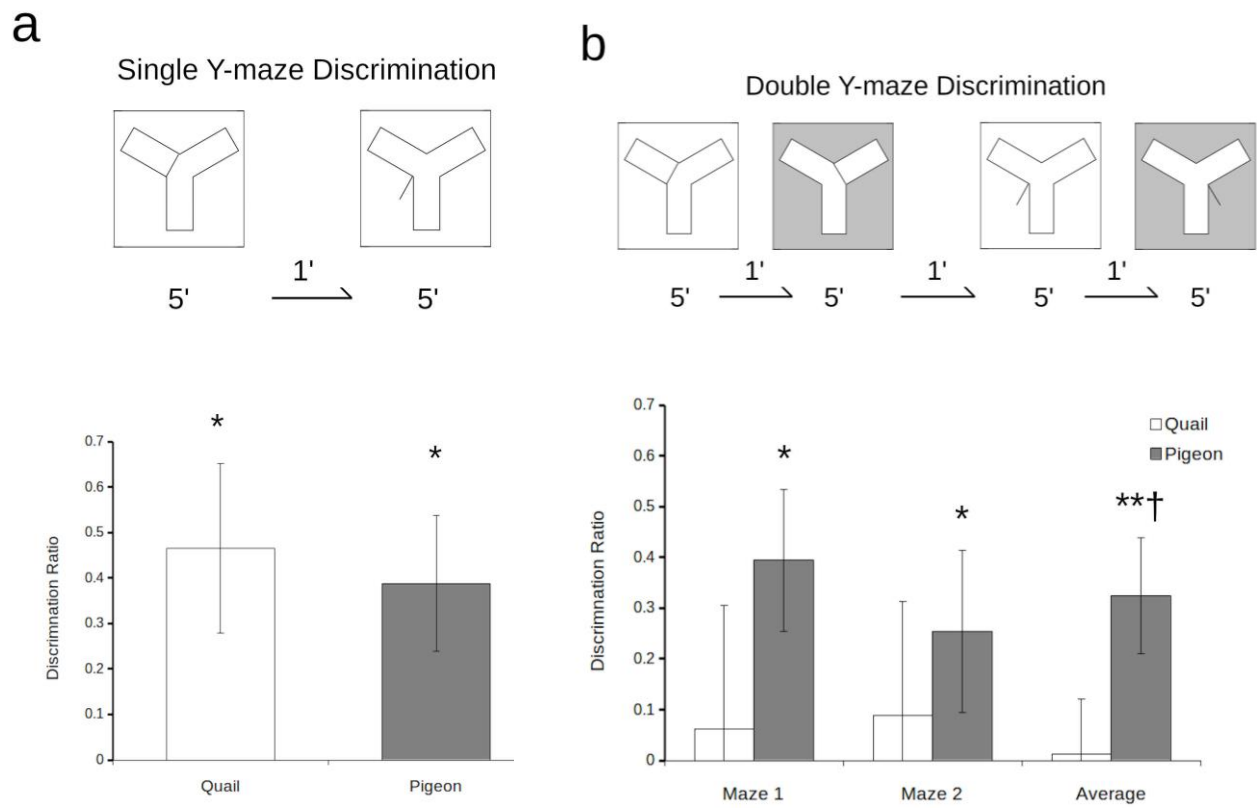 a
Single Y-maze Discrimination
1'
5' 5'
*
*
0.7
0.6
0.5
0.4
0.3
0.2
0.1
0
Discrimnation Ratio
Quail Pigeon
b
Double Y-maze Discrimination
1' 1' 1'
5' 5' 5' 5'
0.7
0.6
0.5
0.4
0.3
0.2
0.1
0
Discrimnation Ratio
Quail
Pigeon
*
*
**†
Maze 1 Maze 2 Average